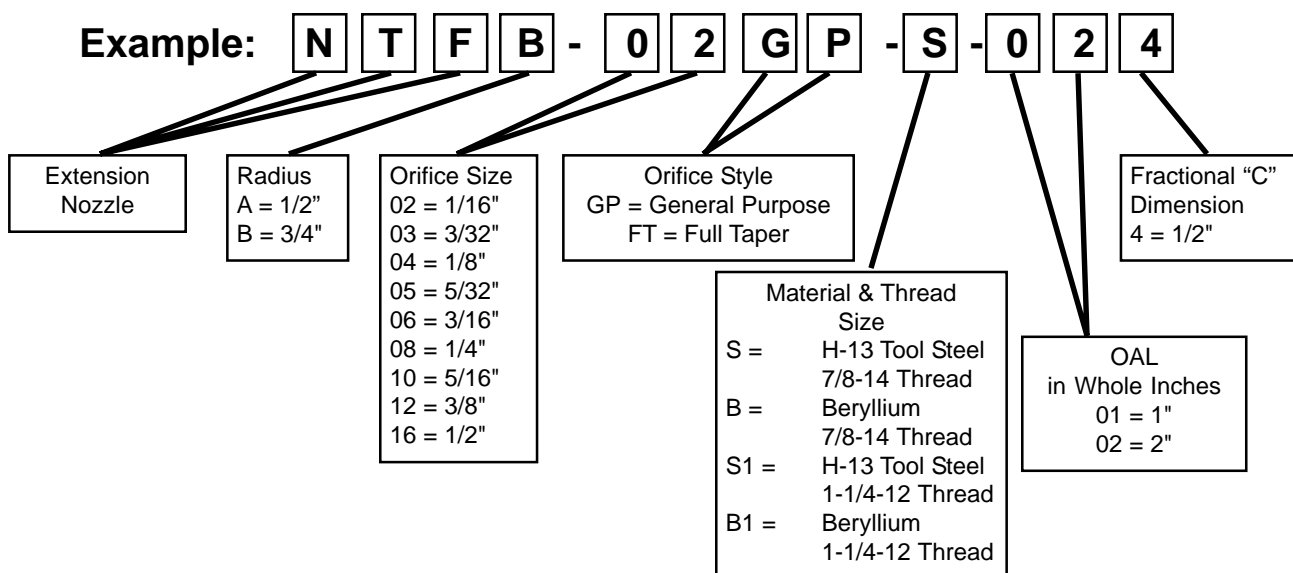 Example: N T F B - 0 2 G P - S - 0 2 4
Extension
Nozzle
Radius
A = 1/2”
B = 3/4"
Orifice Size
02 = 1/16"
03 = 3/32"
04 = 1/8"
05 = 5/32"
06 = 3/16"
08 = 1/4"
10 = 5/16"
12 = 3/8"
16 = 1/2"
Orifice Style
GP = General Purpose
FT = Full Taper
Material & Thread
Size
S = H-13 Tool Steel
7/8-14 Thread
B = Beryllium
7/8-14 Thread
S1 = H-13 Tool Steel
1-1/4-12 Thread
B1 = Beryllium
1-1/4-12 Thread
OAL
in Whole Inches
01 = 1"
02 = 2"
Fractional “C”
Dimension
4 = 1/2"